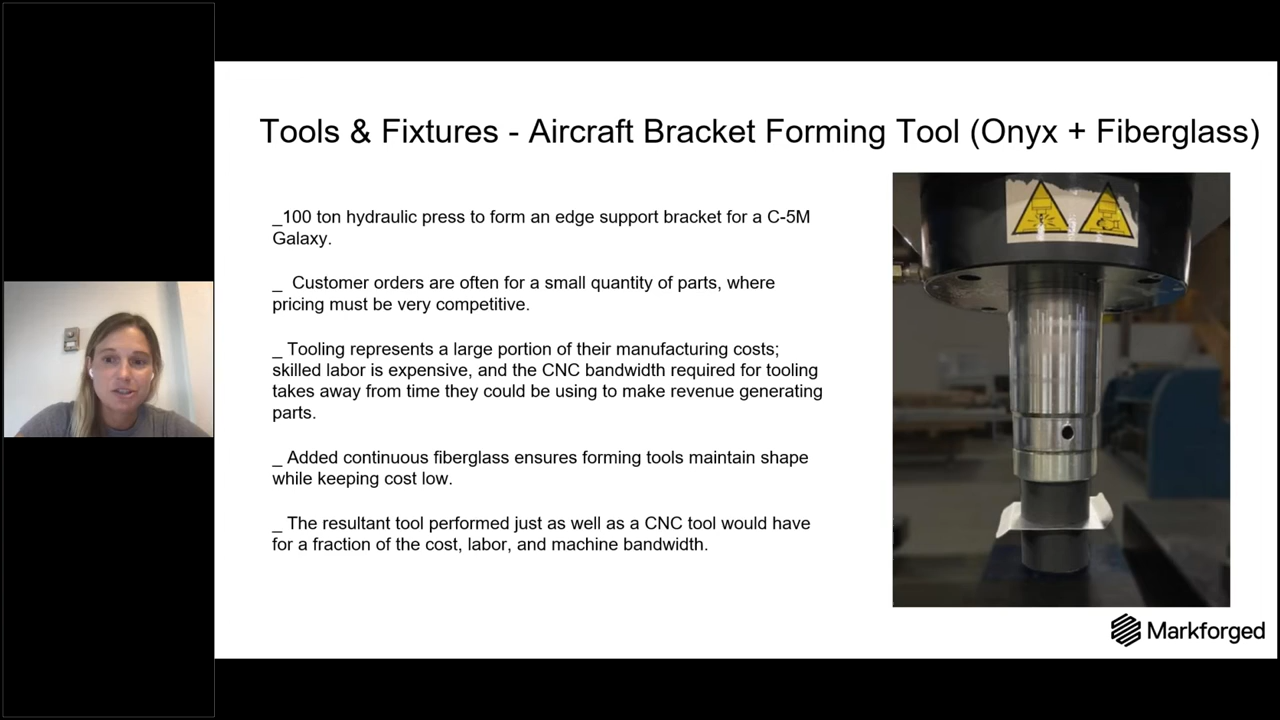 Tools & Fixtures - Aircraft Bracket Forming Tool (Onyx + Fiberglass)
_100 ton hydraulic press to form an edge support bracket for a C-5M
Galaxy.
_ Customer orders are often for a small quantity of parts, where
pricing must be very competitive.
_ Tooling represents a large portion of their manufacturing costs;
skilled labor is expensive, and the CNC bandwidth required for tooling
takes away from time they could be using to make revenue generating
parts.
_ Added continuous fiberglass ensures forming tools maintain shape
while keeping cost low.
_ The resultant tool performed just as well as a CNC tool would have
for a fraction of the cost, labor, and machine bandwidth.
Markforged